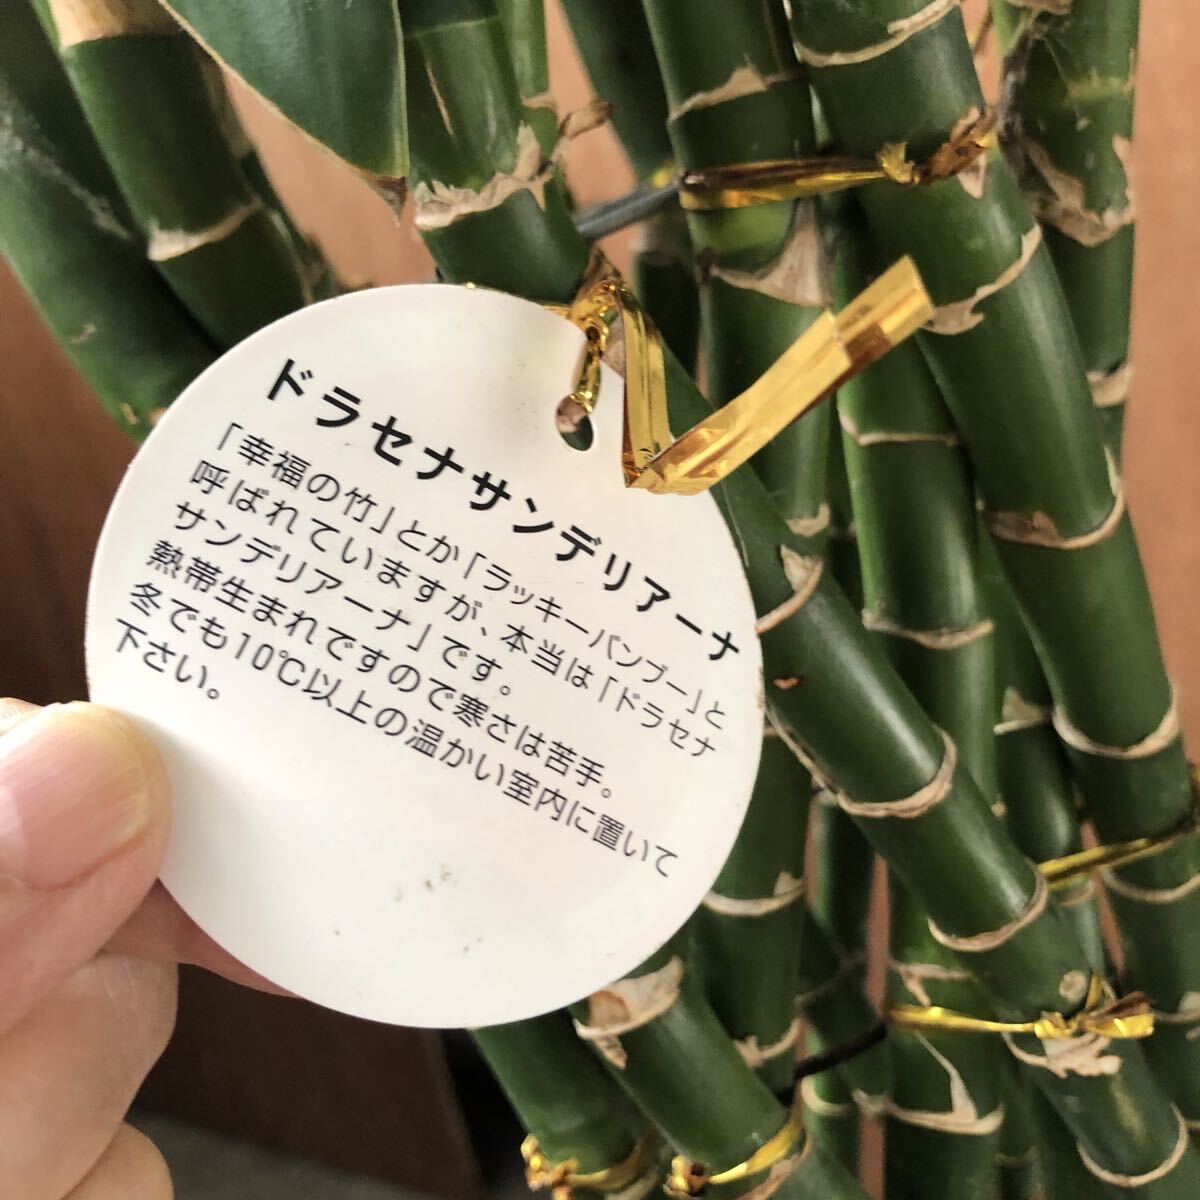 ドラセナサンデリアーナ
「幸福の竹」とか「ラッキーバンブー」と
呼ばれていますが、本当は「ドラセナ
サンデリアーナ」です。
熱帯生まれですので寒さは苦手。
冬でも10℃以上の温かい室内に置いて
下さい。